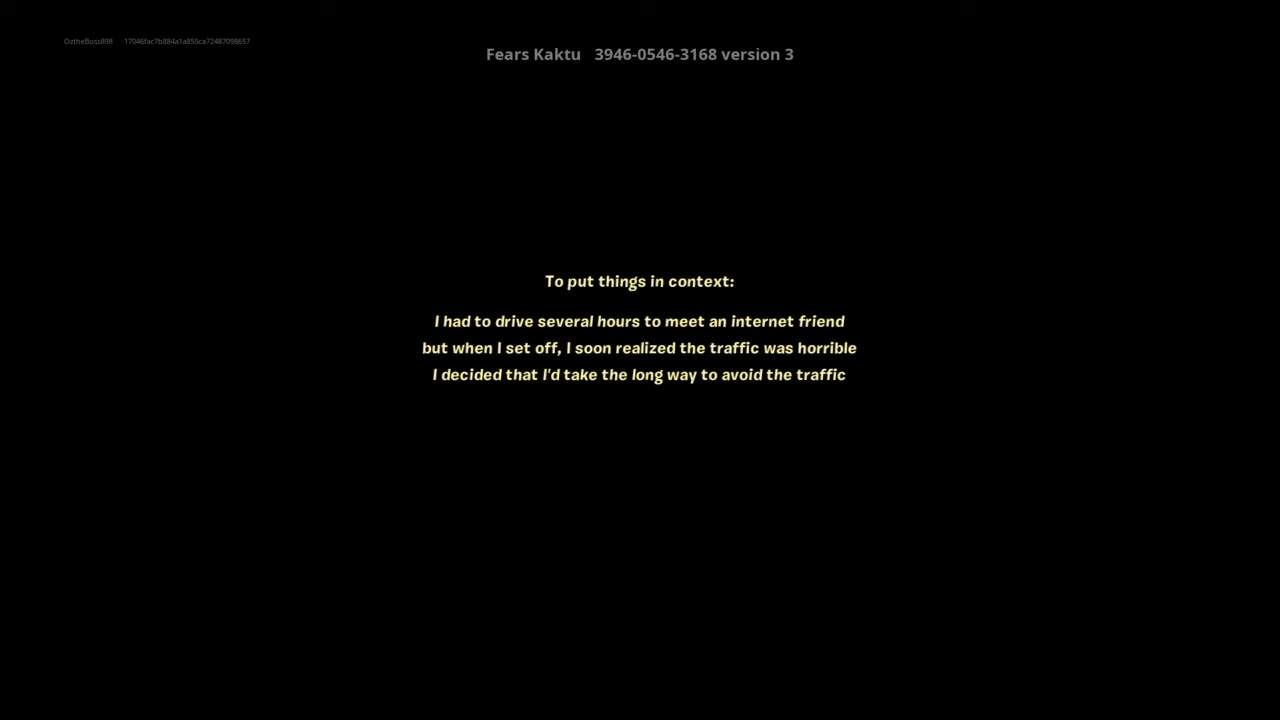 OztheBoss898 17046fac7b884a1a855ca72487098657
Fears Kaktu 3946-0546-3168 version 3
To put things in context:
I had to drive several hours to meet an internet friend
but when I set off, I soon realized the traffic was horrible
I decided that I'd take the long way to avoid the traffic